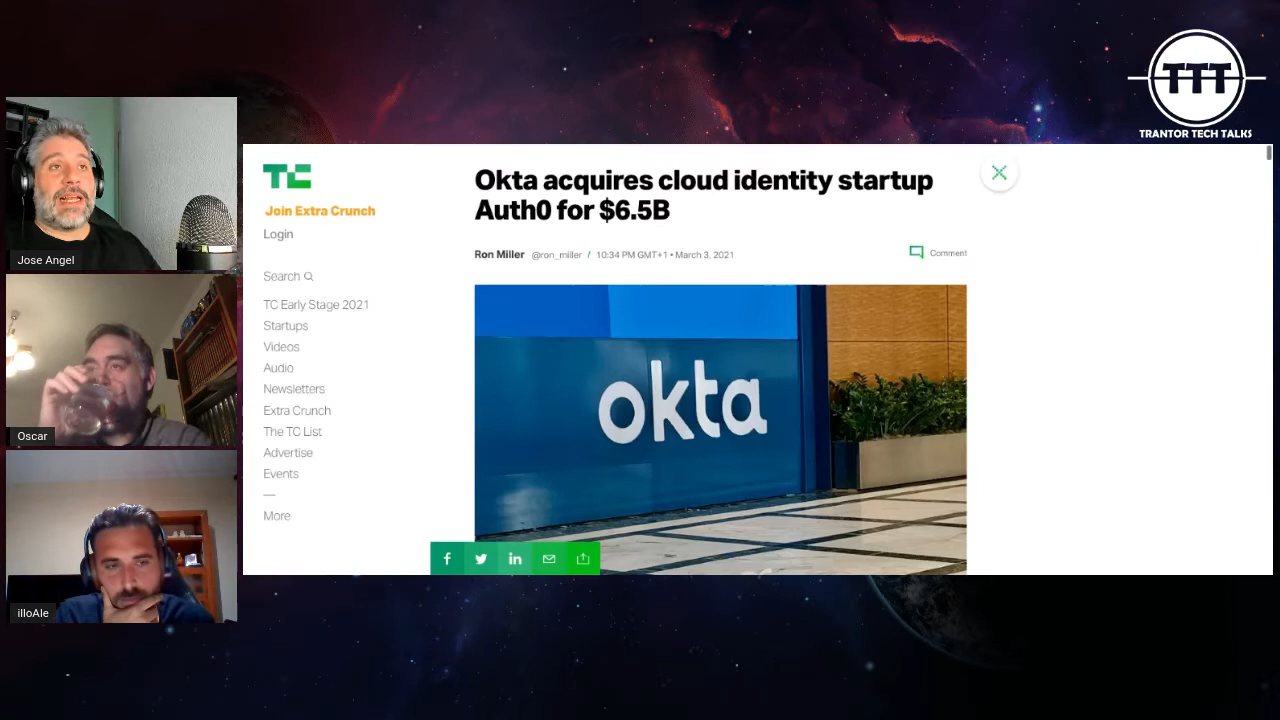 TTT
TRANTOR TECH TALKS
Jose Angel
Oscar
illoAle
TC
Join Extra Crunch
Login
Search
TC Early Stage 2021
Startups
Videos
Audio
Newsletters
Extra Crunch
The TC List
Advertise
Events
—
More
Okta acquires cloud identity startup
Auth0 for $6.5B
Ron Miller @ron_miller / 10:34 PM GMT+1 • March 3, 2021
Comment
okta
f
in